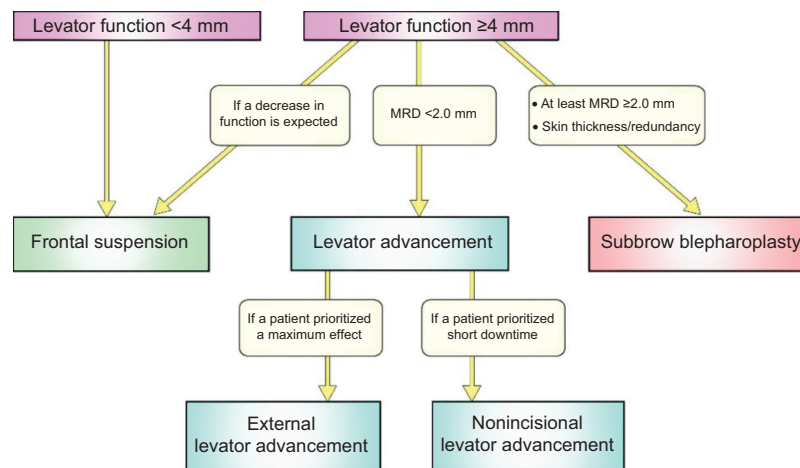 Levator function <4 mm
Levator function ≥4 mm
If a decrease in
function is expected
MRD <2.0 mm
• At least MRD ≥2.0 mm
• Skin thickness/redundancy
Frontal suspension
Levator advancement
Subbrow blepharoplasty
If a patient prioritized
a maximum effect
If a patient prioritized
short downtime
External
levator advancement
Nonincisional
levator advancement